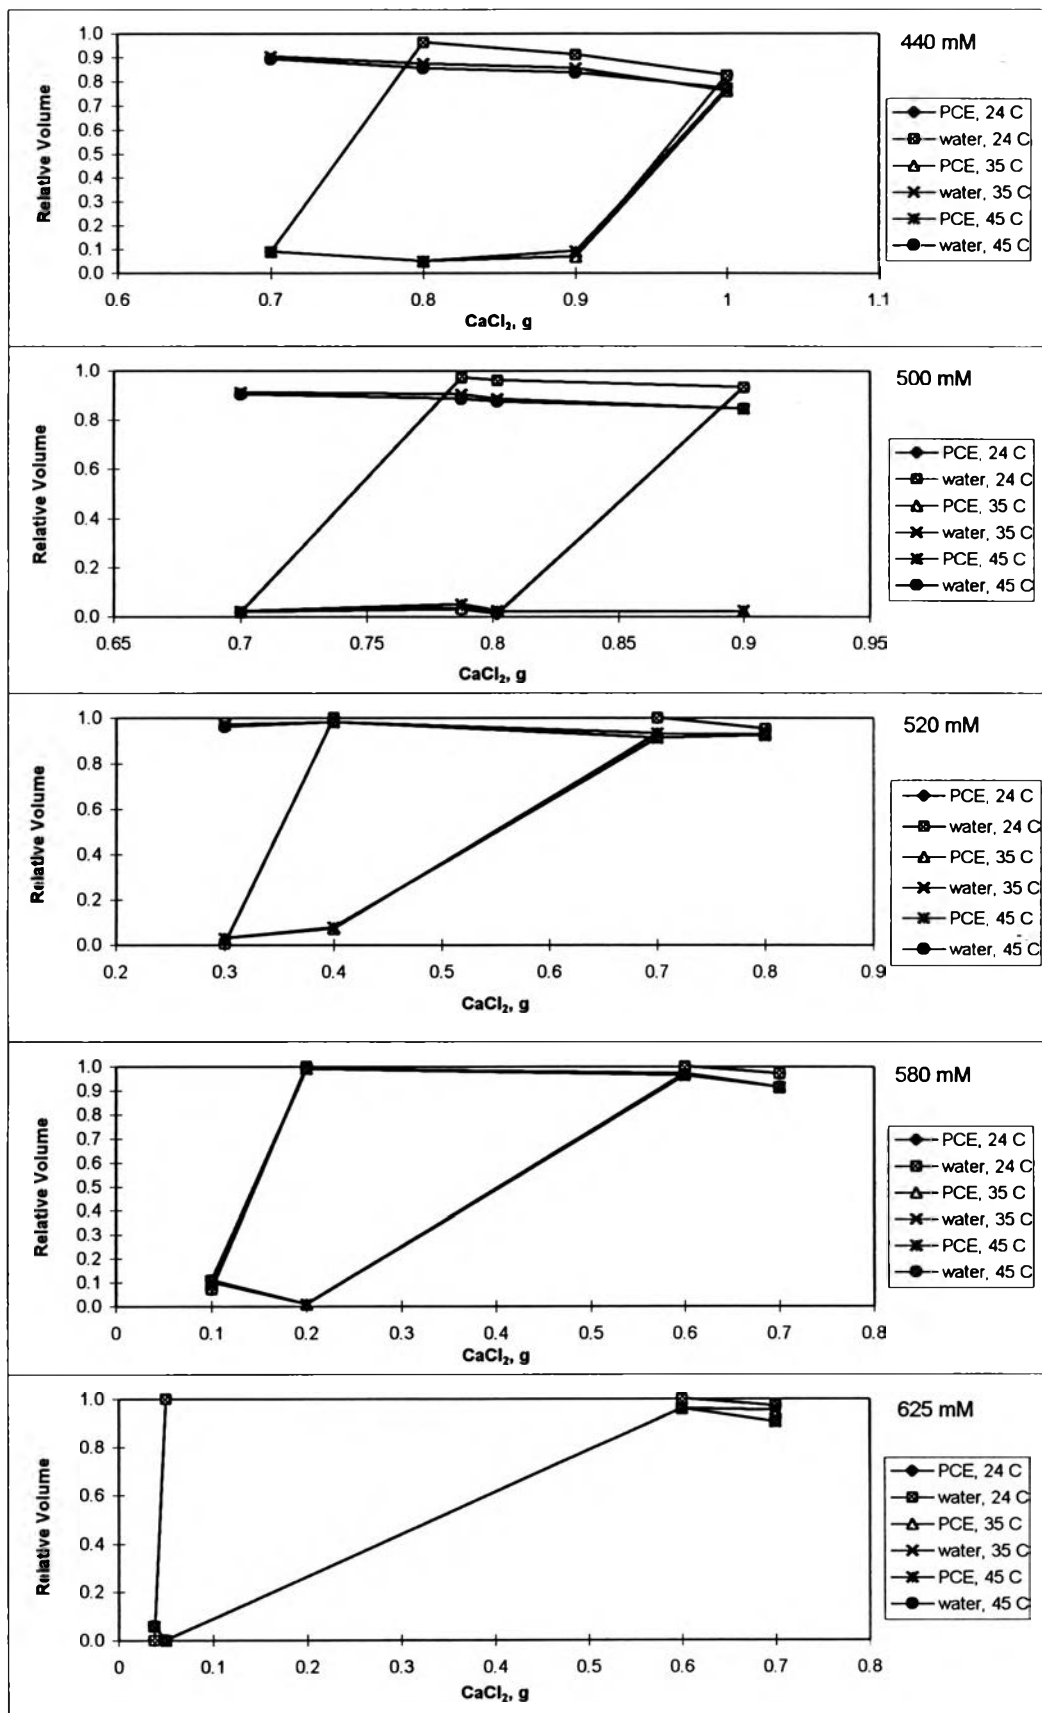 440 mM
Relative Volume
1.0
0.9
0.8
0.7
0.6
0.5
0.4
0.3
0.2
0.1
0.0
0.6 0.7 0.8 0.9 1 1.1
CaCl₂, g
PCE, 24 C
water, 24 C
PCE, 35 C
water, 35 C
PCE, 45 C
water, 45 C
500 mM
Relative Volume
1.0
0.8
0.6
0.4
0.2
0.0
0.65 0.7 0.75 0.8 0.85 0.9 0.95
CaCl₂, g
PCE, 24 C
water, 24 C
PCE, 35 C
water, 35 C
PCE, 45 C
water, 45 C
520 mM
Relative Volume
1.0
0.8
0.6
0.4
0.2
0.0
0.2 0.3 0.4 0.5 0.6 0.7 0.8 0.9
CaCl₂, g
PCE, 24 C
water, 24 C
PCE, 35 C
water, 35 C
PCE, 45 C
water, 45 C
580 mM
Relative Volume
1.0
0.9
0.8
0.7
0.6
0.5
0.4
0.3
0.2
0.1
0.0
0 0.1 0.2 0.3 0.4 0.5 0.6 0.7 0.8
CaCl₂, g
PCE, 24 C
water, 24 C
PCE, 35 C
water, 35 C
PCE, 45 C
water, 45 C
625 mM
Relative Volume
1.0
0.8
0.6
0.4
0.2
0.0
0 0.1 0.2 0.3 0.4 0.5 0.6 0.7 0.8
CaCl₂, g
PCE, 24 C
water, 24 C
PCE, 35 C
water, 35 C
PCE, 45 C
water, 45 C